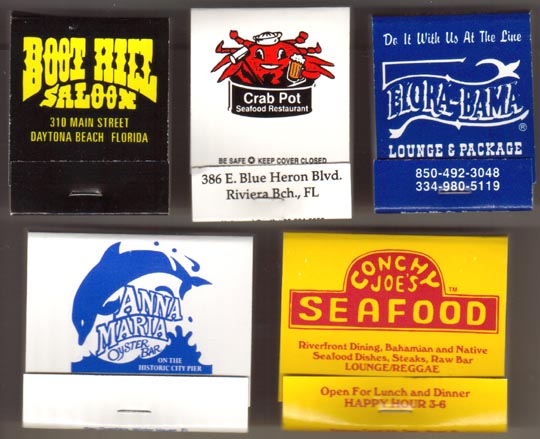 BOOT HILL
SALOON
310 MAIN STREET
DAYTONA BEACH FLORIDA
Crab Pot
Seafood Restaurant
BE SAFE KEEP COVER CLOSED
386 E. Blue Heron Blvd.
Riviera Bch., FL
Do It With Us At The Line
FLORA-BAMA ®
LOUNGE & PACKAGE
850-492-3048
334-980-5119
ANNA
MARIA
OYSTER BAR
ON THE
HISTORIC CITY PIER
CONCHY
JOE'S TM
SEAFOOD
Riverfront Dining, Bahamian and Native
Seafood Dishes, Steaks, Raw Bar
LOUNGE/REGGAE
Open For Lunch and Dinner
HAPPY HOUR 3-6